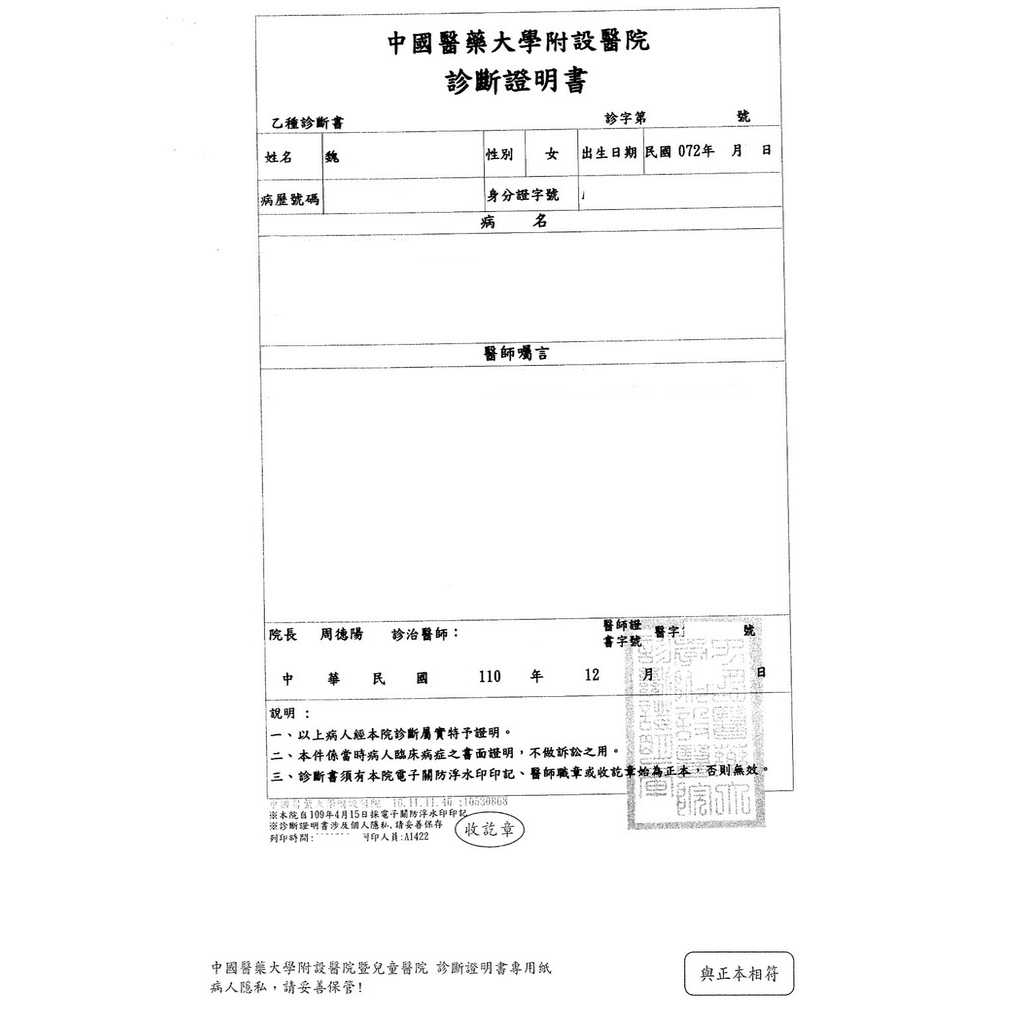 中國醫藥大學附設醫院
診斷證明書
乙種診斷書 診字第 號
姓名 魏 性別 女 出生日期 民國 072年 月 日
病歷號碼 身分證字號
病 名
醫師囑言
院長 周德陽 診治醫師： 醫師證書字號 醫字 號
中 華 民 國 110 年 12 月 日
說明：
一、以上病人經本院診斷屬實特予證明。
二、本件係當時病人臨床病症之書面證明，不做訴訟之用。
三、診斷書須有本院電子關防浮水印印記、醫師職章或收訖章始為正本，否則無效。
中國醫藥大學附設醫院 10.11.11.40 :10530868
※本院自109年4月15日採電子關防浮水印印記
※診斷證明書涉及個人隱私,請妥善保存
列印時間: 列印人員:A1422
收訖章
中國醫藥大學附設醫院暨兒童醫院 診斷證明書專用紙
病人隱私，請妥善保管!
與正本相符